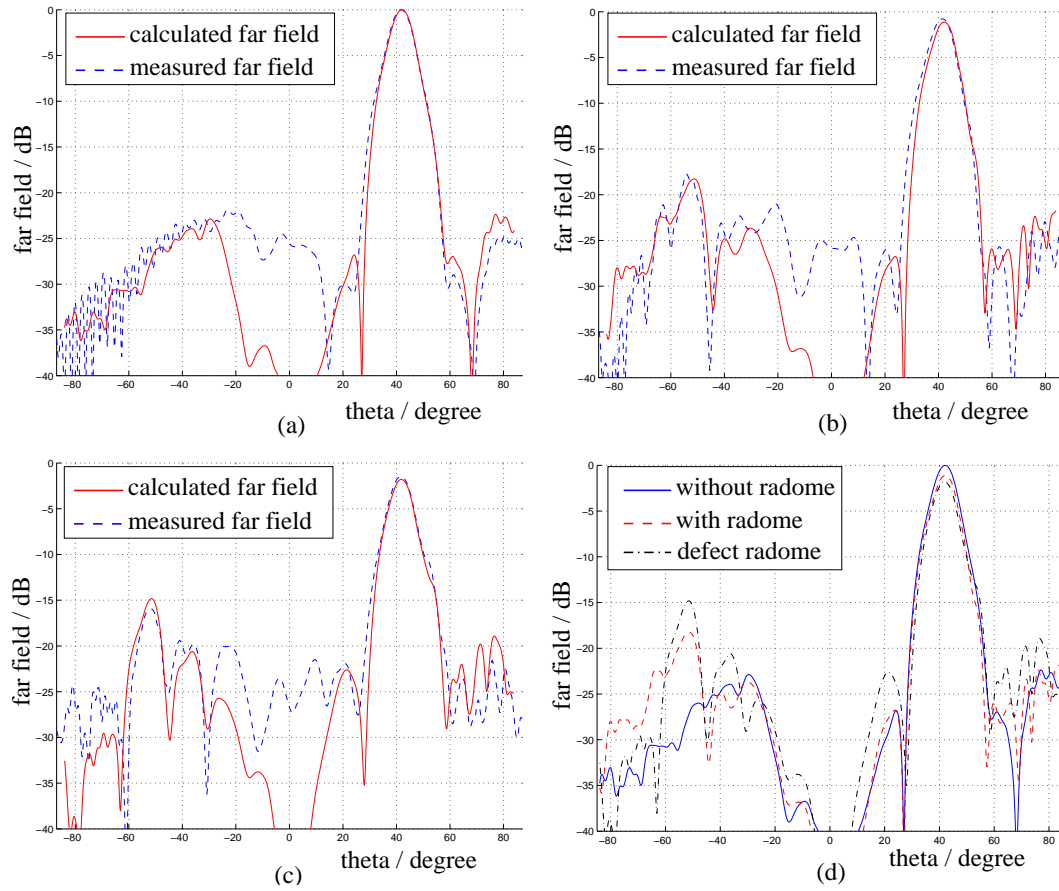 calculated far field
measured far field
far field / dB
0
−5
−10
−15
−20
−25
−30
−35
−40
−80 −60 −40 −20 0 20 40 60 80
theta / degree
(a)
calculated far field
measured far field
far field / dB
0
−5
−10
−15
−20
−25
−30
−35
−40
−80 −60 −40 −20 0 20 40 60 80
theta / degree
(b)
calculated far field
measured far field
far field / dB
0
−5
−10
−15
−20
−25
−30
−35
−40
−80 −60 −40 −20 0 20 40 60 80
theta / degree
(c)
without radome
with radome
defect radome
far field / dB
0
−5
−10
−15
−20
−25
−30
−35
−40
−80 −60 −40 −20 0 20 40 60 80
theta / degree
(d)